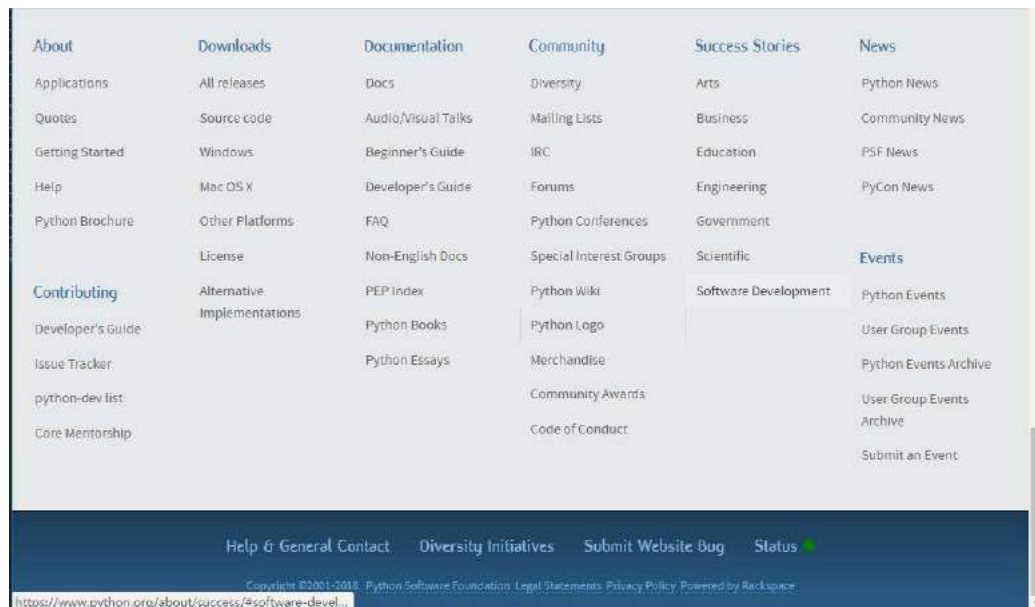 About
Applications
Quotes
Getting Started
Help
Python Brochure
Contributing
Developer's Guide
Issue Tracker
python-dev list
Core Mentorship
Downloads
All releases
Source code
Windows
Mac OS X
Other Platforms
License
Alternative
Implementations
Documentation
Docs
Audio/Visual Talks
Beginner's Guide
Developer's Guide
FAQ
Non-English Docs
PEP Index
Python Books
Python Essays
Community
Diversity
Mailing Lists
IRC
Forums
Python Conferences
Special Interest Groups
Python Wiki
Python Logo
Merchandise
Community Awards
Code of Conduct
Success Stories
Arts
Business
Education
Engineering
Government
Scientific
Software Development
News
Python News
Community News
PSF News
PyCon News
Events
Python Events
User Group Events
Python Events Archive
User Group Events
Archive
Submit an Event
Help & General Contact Diversity Initiatives Submit Website Bug Status
Copyright ©2001-2018. Python Software Foundation Legal Statements Privacy Policy Powered by Rackspace
https://www.python.org/about/success/#software-devel...